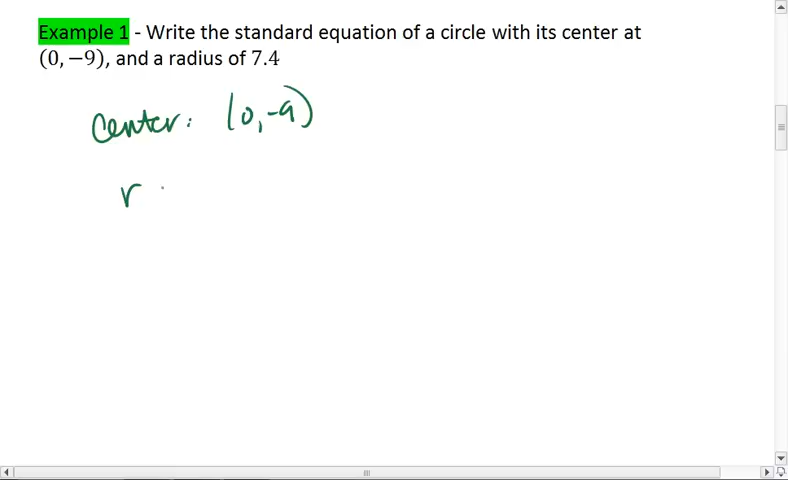 Example 1 - Write the standard equation of a circle with its center at
(0, −9), and a radius of 7.4
center: (0, -9)
r